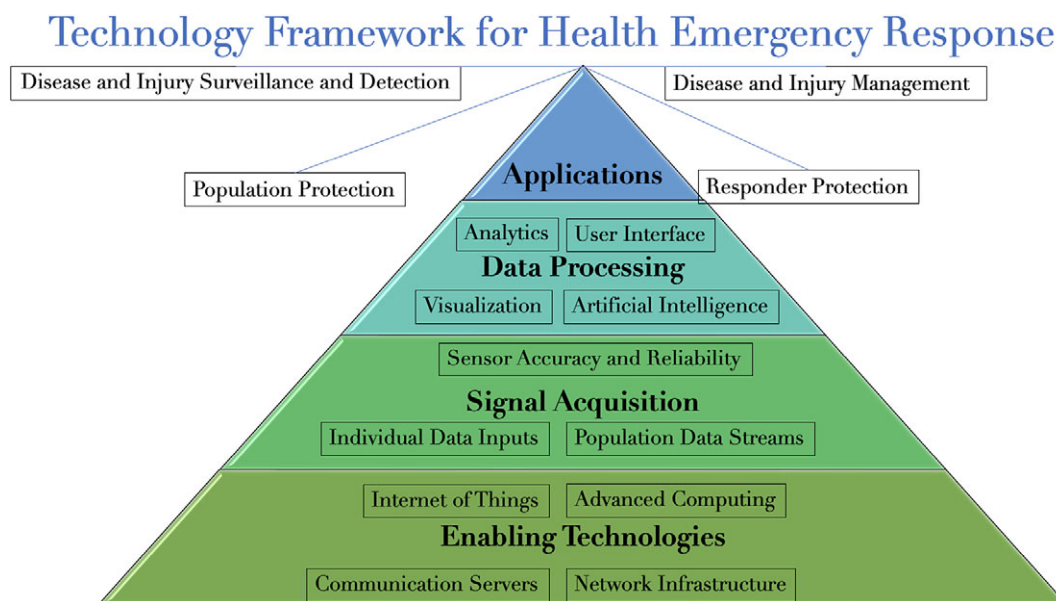 Technology Framework for Health Emergency Response
Disease and Injury Surveillance and Detection
Disease and Injury Management
Population Protection
Responder Protection
Applications
Analytics
User Interface
Data Processing
Visualization
Artificial Intelligence
Sensor Accuracy and Reliability
Signal Acquisition
Individual Data Inputs
Population Data Streams
Internet of Things
Advanced Computing
Enabling Technologies
Communication Servers
Network Infrastructure